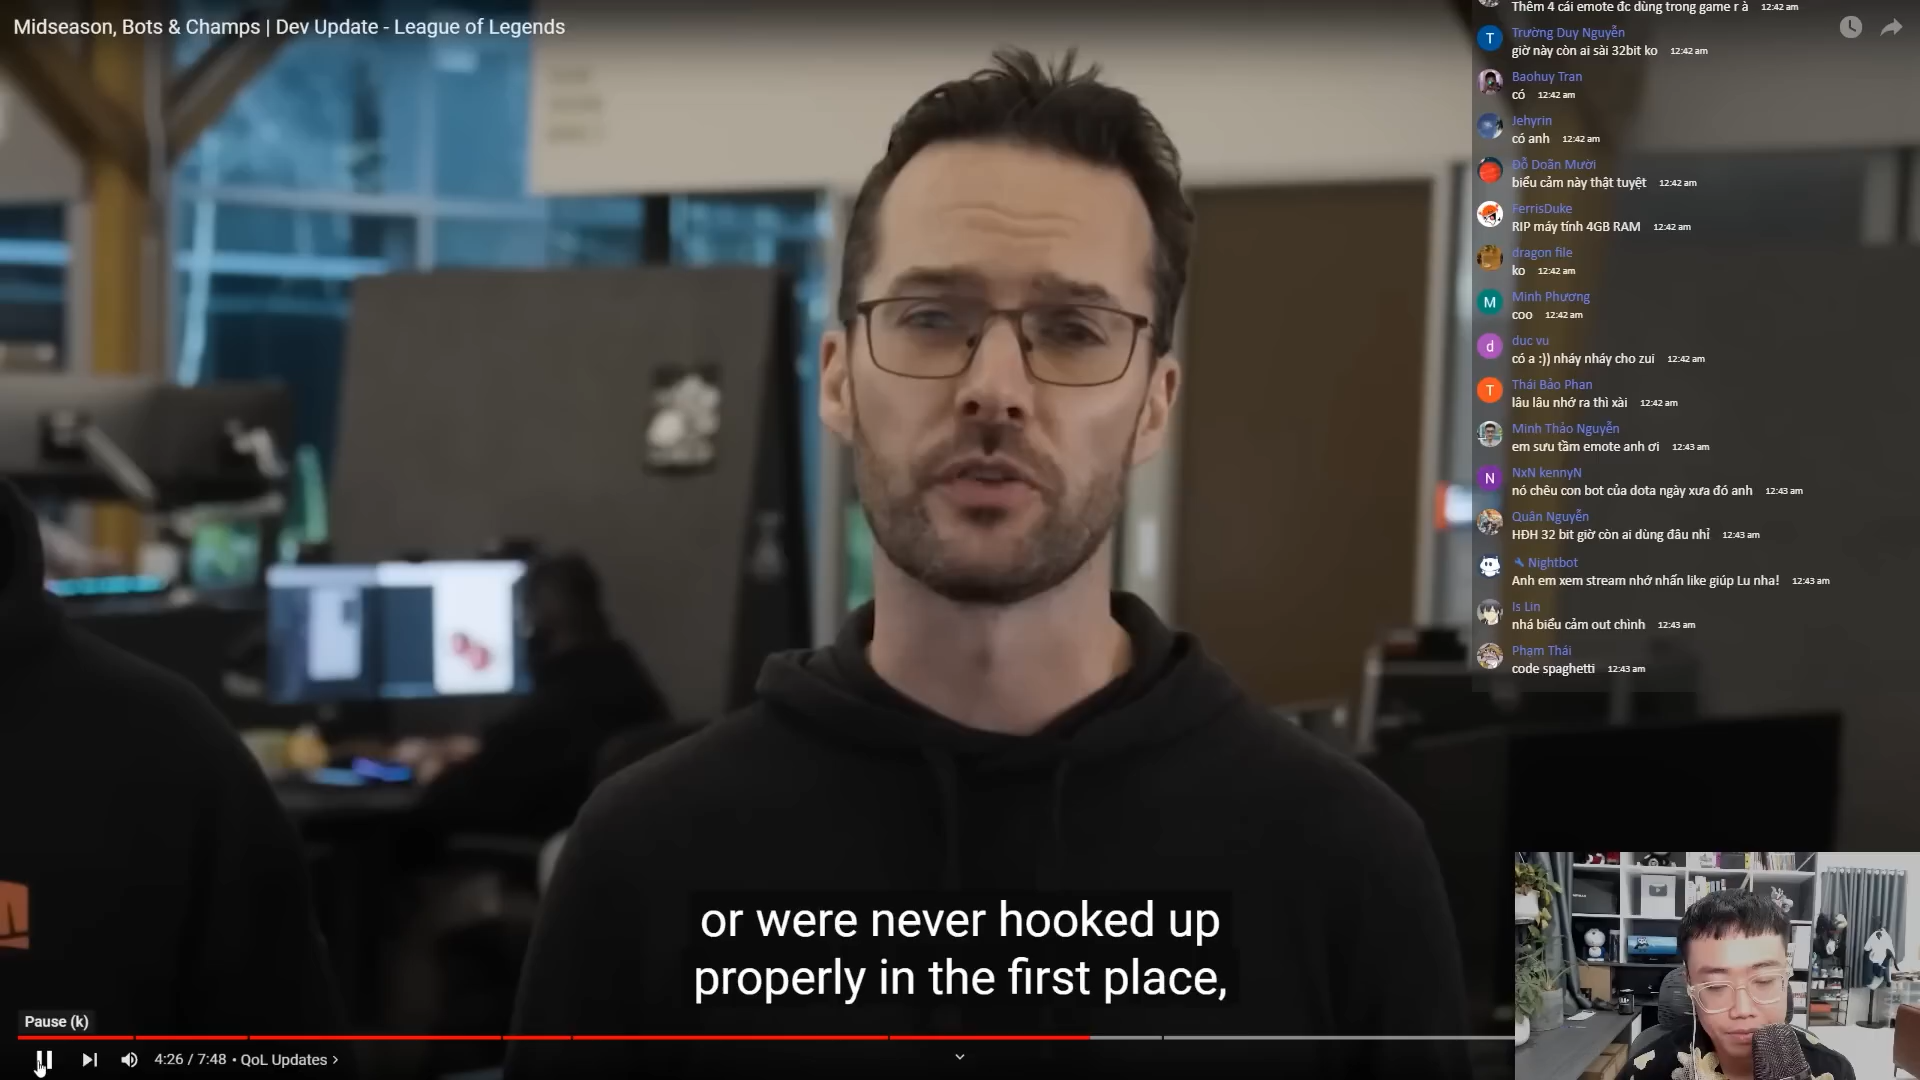 Midseason, Bots & Champs | Dev Update - League of Legends
Thêm 4 cái emote đc dùng trong game r à 12:42 am
T Trường Duy Nguyễn
giờ này còn ai sài 32bit ko 12:42 am
Baohuy Tran
có 12:42 am
Jehyrin
có anh 12:42 am
Đỗ Doãn Mười
biểu cảm này thật tuyệt 12:42 am
FerrisDuke
RIP máy tính 4GB RAM 12:42 am
dragon file
ko 12:42 am
M Minh Phương
coo 12:42 am
d duc vu
có a :)) nháy nháy cho zui 12:42 am
T Thái Bảo Phan
lâu lâu nhớ ra thì xài 12:42 am
Minh Thảo Nguyễn
em sưu tầm emote anh ơi 12:43 am
N NxN kennyN
nó chêu con bot của dota ngày xưa đó anh 12:43 am
Quân Nguyễn
HĐH 32 bit giờ còn ai dùng đâu nhỉ 12:43 am
Nightbot
Anh em xem stream nhớ nhấn like giúp Lu nha! 12:43 am
Is Lin
nhá biểu cảm out chình 12:43 am
Phạm Thái
code spaghetti 12:43 am
or were never hooked up
properly in the first place,
Pause (k)
4:26 / 7:48 • QoL Updates >